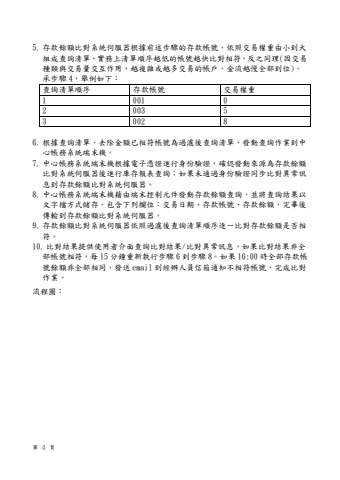 5. 存款餘額比對系統伺服器根據前述步驟的存款帳號，依照交易權重由小到大
組成查詢清單，實務上清單順序越低的帳號越快比對相符，反之同理(因交易
種類與交易量交互作用，越複雜或越多交易的帳戶，金流越慢全部到位)。
承步驟4，舉例如下：
查詢清單順序 存款帳號 交易權重
1 001 0
2 003 5
3 002 8
6. 根據查詢清單，去除金額已相符帳號為過濾後查詢清單，發動查詢作業到中
心帳務系統端末機。
7. 中心帳務系統端末機根據電子憑證進行身份驗證，確認發動來源為存款餘額
比對系統伺服器後進行庫存報表查詢；如果未通過身份驗證同步比對異常訊
息到存款餘額比對系統伺服器。
8. 中心帳務系統端末機藉由端末控制元件發動存款餘額查詢，並將查詢結果以
文字檔方式儲存，包含下列欄位：交易日期、存款帳號、存款餘額，完畢後
傳輸到存款餘額比對系統伺服器。
9. 存款餘額比對系統伺服器依照過濾後查詢清單順序逐一比對存款餘額是否相
符。
10. 比對結果提供使用者介面查詢比對結果/比對異常訊息，如果比對結果非全
部帳號相符，每 15 分鐘重新執行步驟 6 到步驟 8。如果 16:00 時全部存款帳
號餘額非全部相同，發送 email 到經辦人員信箱通知不相符帳號，完成比對
作業。
流程圖：
第 4 頁